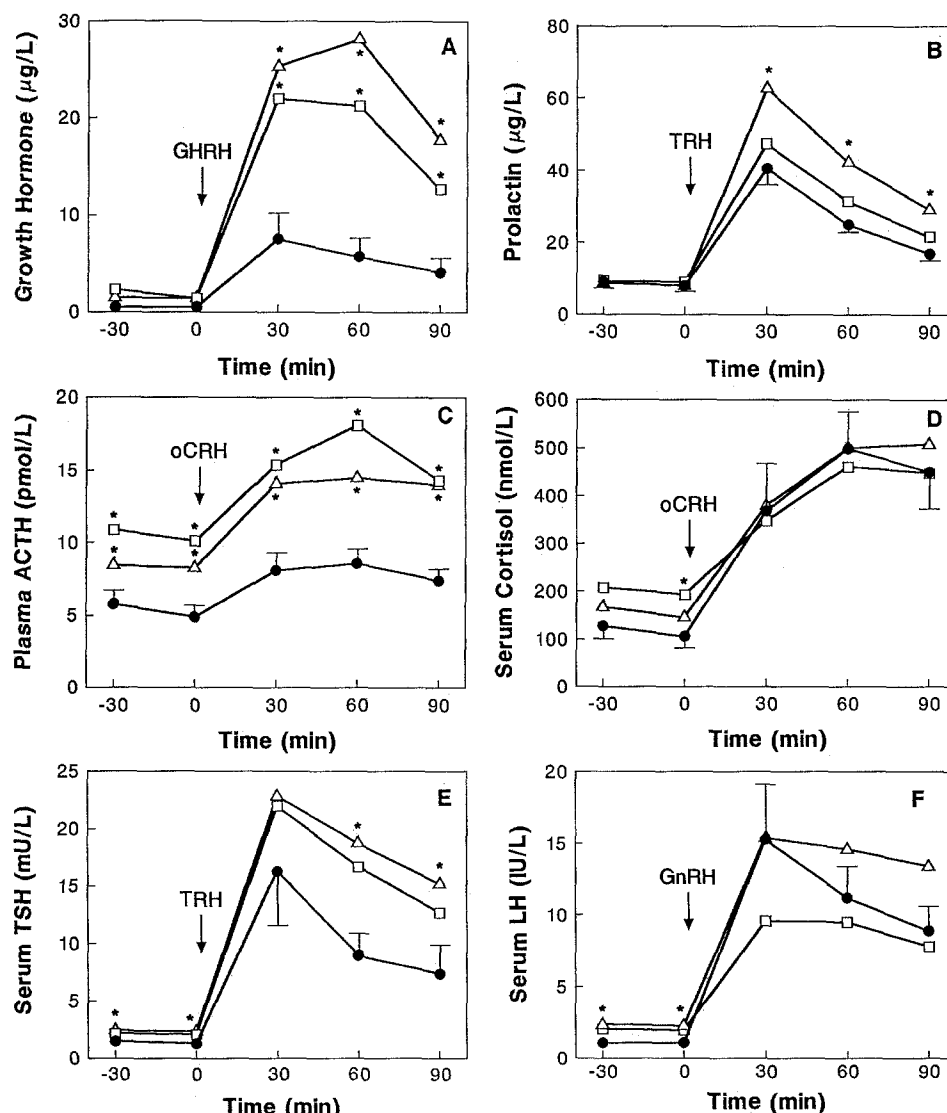 A
Growth Hormone (μg/L)
30
20
10
0
GHRH
* * * * * *
-30 0 30 60 90
Time (min)
B
Prolactin (μg/L)
80
60
40
20
0
TRH
* * *
-30 0 30 60 90
Time (min)
C
Plasma ACTH (pmol/L)
20
15
10
5
0
oCRH
* * * * * * * * * *
-30 0 30 60 90
Time (min)
D
Serum Cortisol (nmol/L)
600
500
400
300
200
100
0
oCRH
*
-30 0 30 60 90
Time (min)
E
Serum TSH (mU/L)
25
20
15
10
5
0
TRH
* * * *
-30 0 30 60 90
Time (min)
F
Serum LH (IU/L)
20
15
10
5
0
GnRH
* *
-30 0 30 60 90
Time (min)